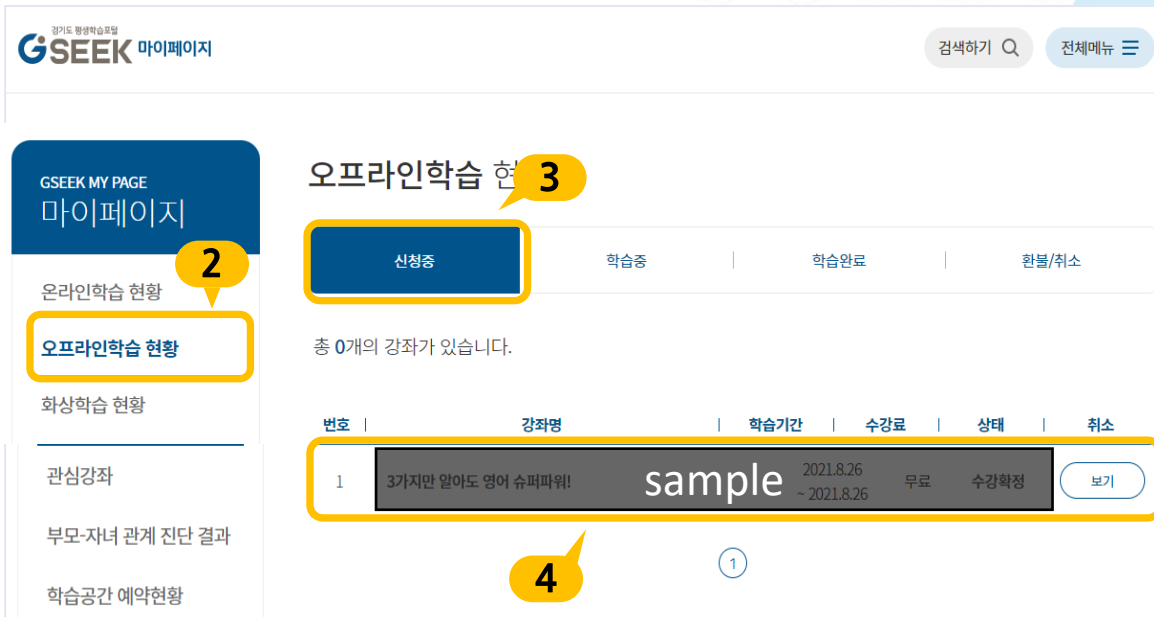 경기도 평생학습포털
GSEEK 마이페이지
검색하기
전체메뉴
GSEEK MY PAGE
마이페이지
2
온라인학습 현황
오프라인학습 현황
화상학습 현황
관심강좌
부모-자녀 관계 진단 결과
학습공간 예약현황
오프라인학습 현
3
신청중 학습중 학습완료 환불/취소
총 0개의 강좌가 있습니다.
번호 강좌명 학습기간 수강료 상태 취소
1 3가지만 알아도 영어 슈퍼파워! sample 2021.8.26 ~ 2021.8.26 무료 수강확정 보기
4
1